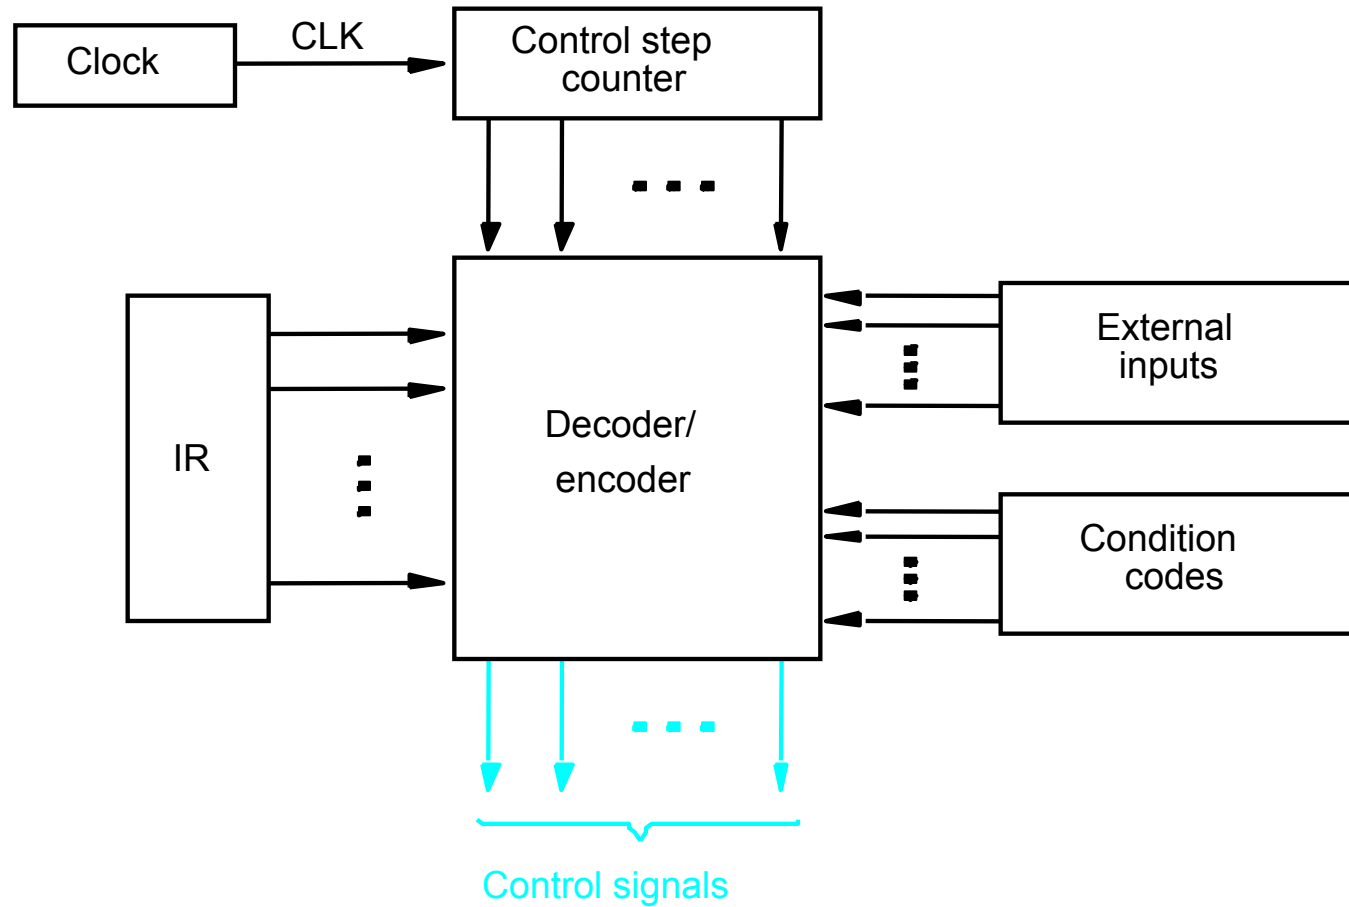 CLK
Clock
Control step
counter
External
inputs
IR
Decoder/
encoder
Condition
codes
Control signals